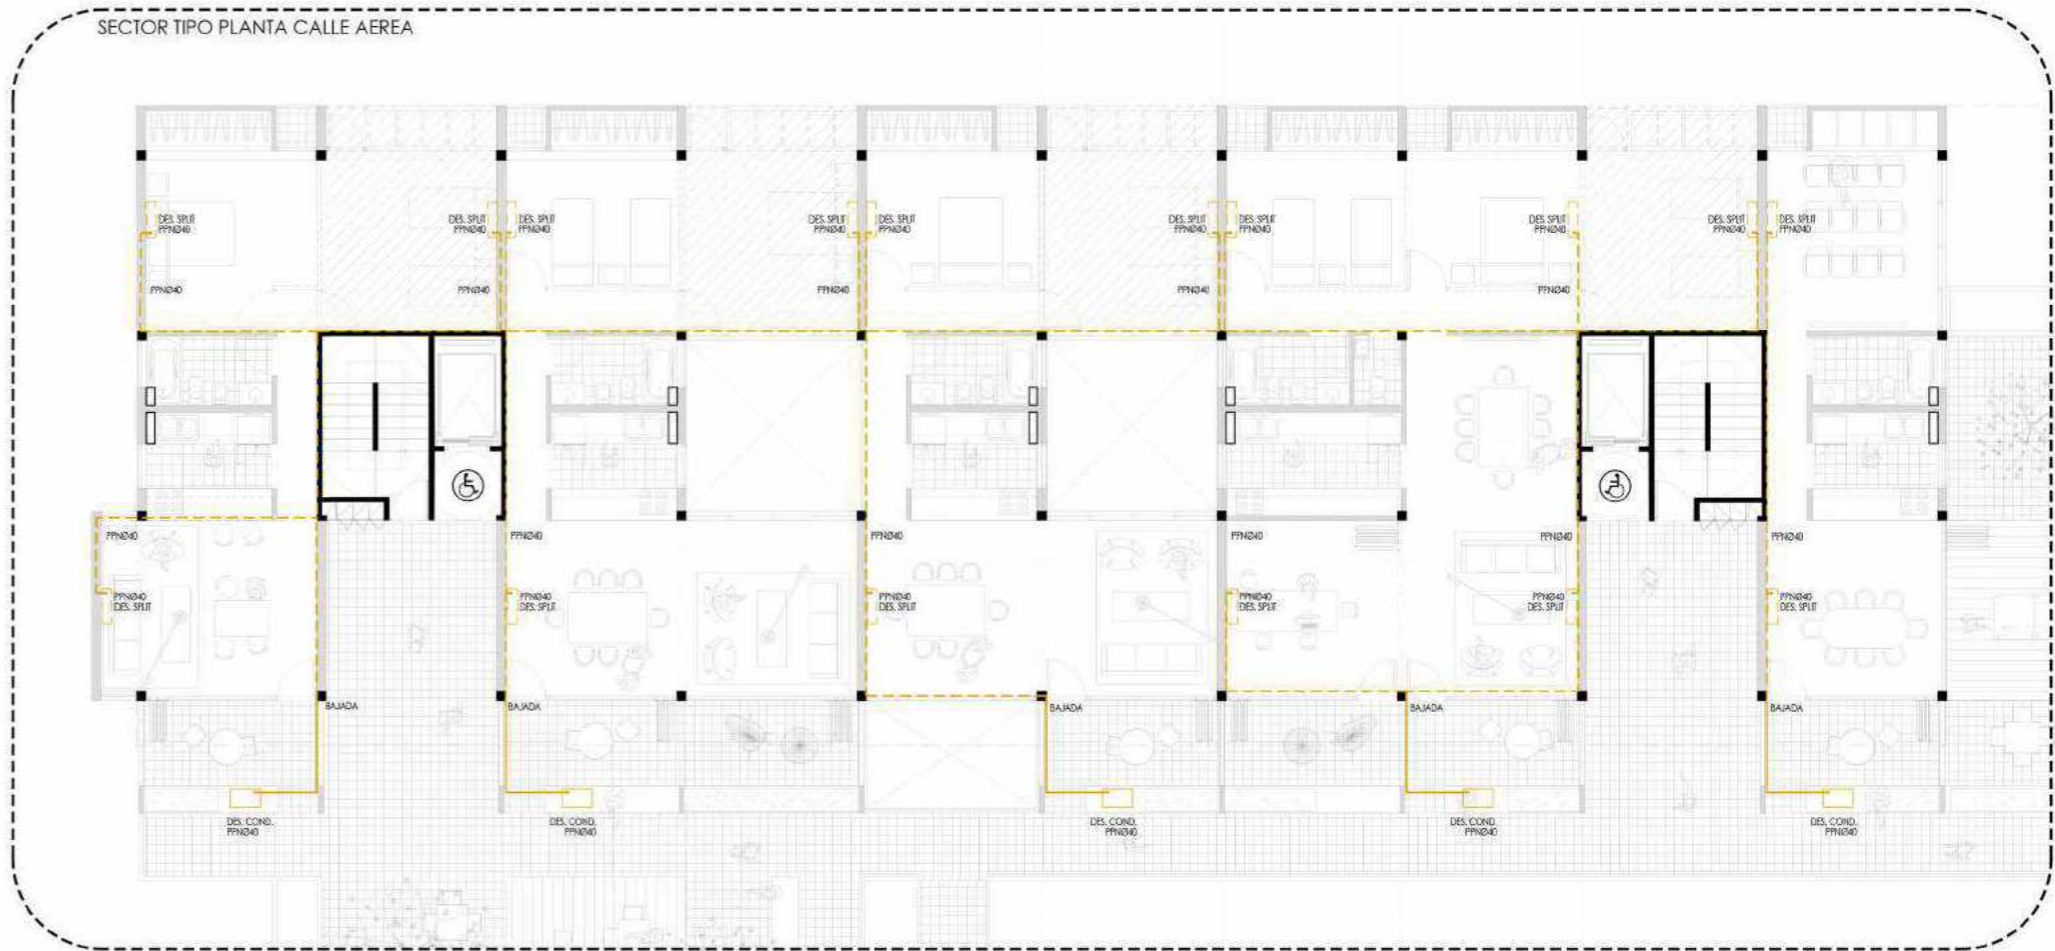 SECTOR TIPO PLANTA CALLE AEREA
DES. SPLIT
PPNØ40
DES. SPLIT
PPNØ40
DES. SPLIT
PPNØ40
DES. SPLIT
PPNØ40
DES. SPLIT
PPNØ40
DES. SPLIT
PPNØ40
DES. SPLIT
PPNØ40
DES. SPLIT
PPNØ40
DES. SPLIT
PPNØ40
DES. SPLIT
PPNØ40
PPNØ40
PPNØ40
PPNØ40
PPNØ40
PPNØ40
PPNØ40
PPNØ40
PPNØ40
PPNØ40
PPNØ40
PPNØ40
PPNØ40
DES. SPLIT
PPNØ40
DES. SPLIT
PPNØ40
DES. SPLIT
PPNØ40
DES. SPLIT
PPNØ40
DES. SPLIT
PPNØ40
DES. SPLIT
BAJADA
BAJADA
BAJADA
BAJADA
BAJADA
DES. COND.
PPNØ40
DES. COND.
PPNØ40
DES. COND.
PPNØ40
DES. COND.
PPNØ40
DES. COND.
PPNØ40